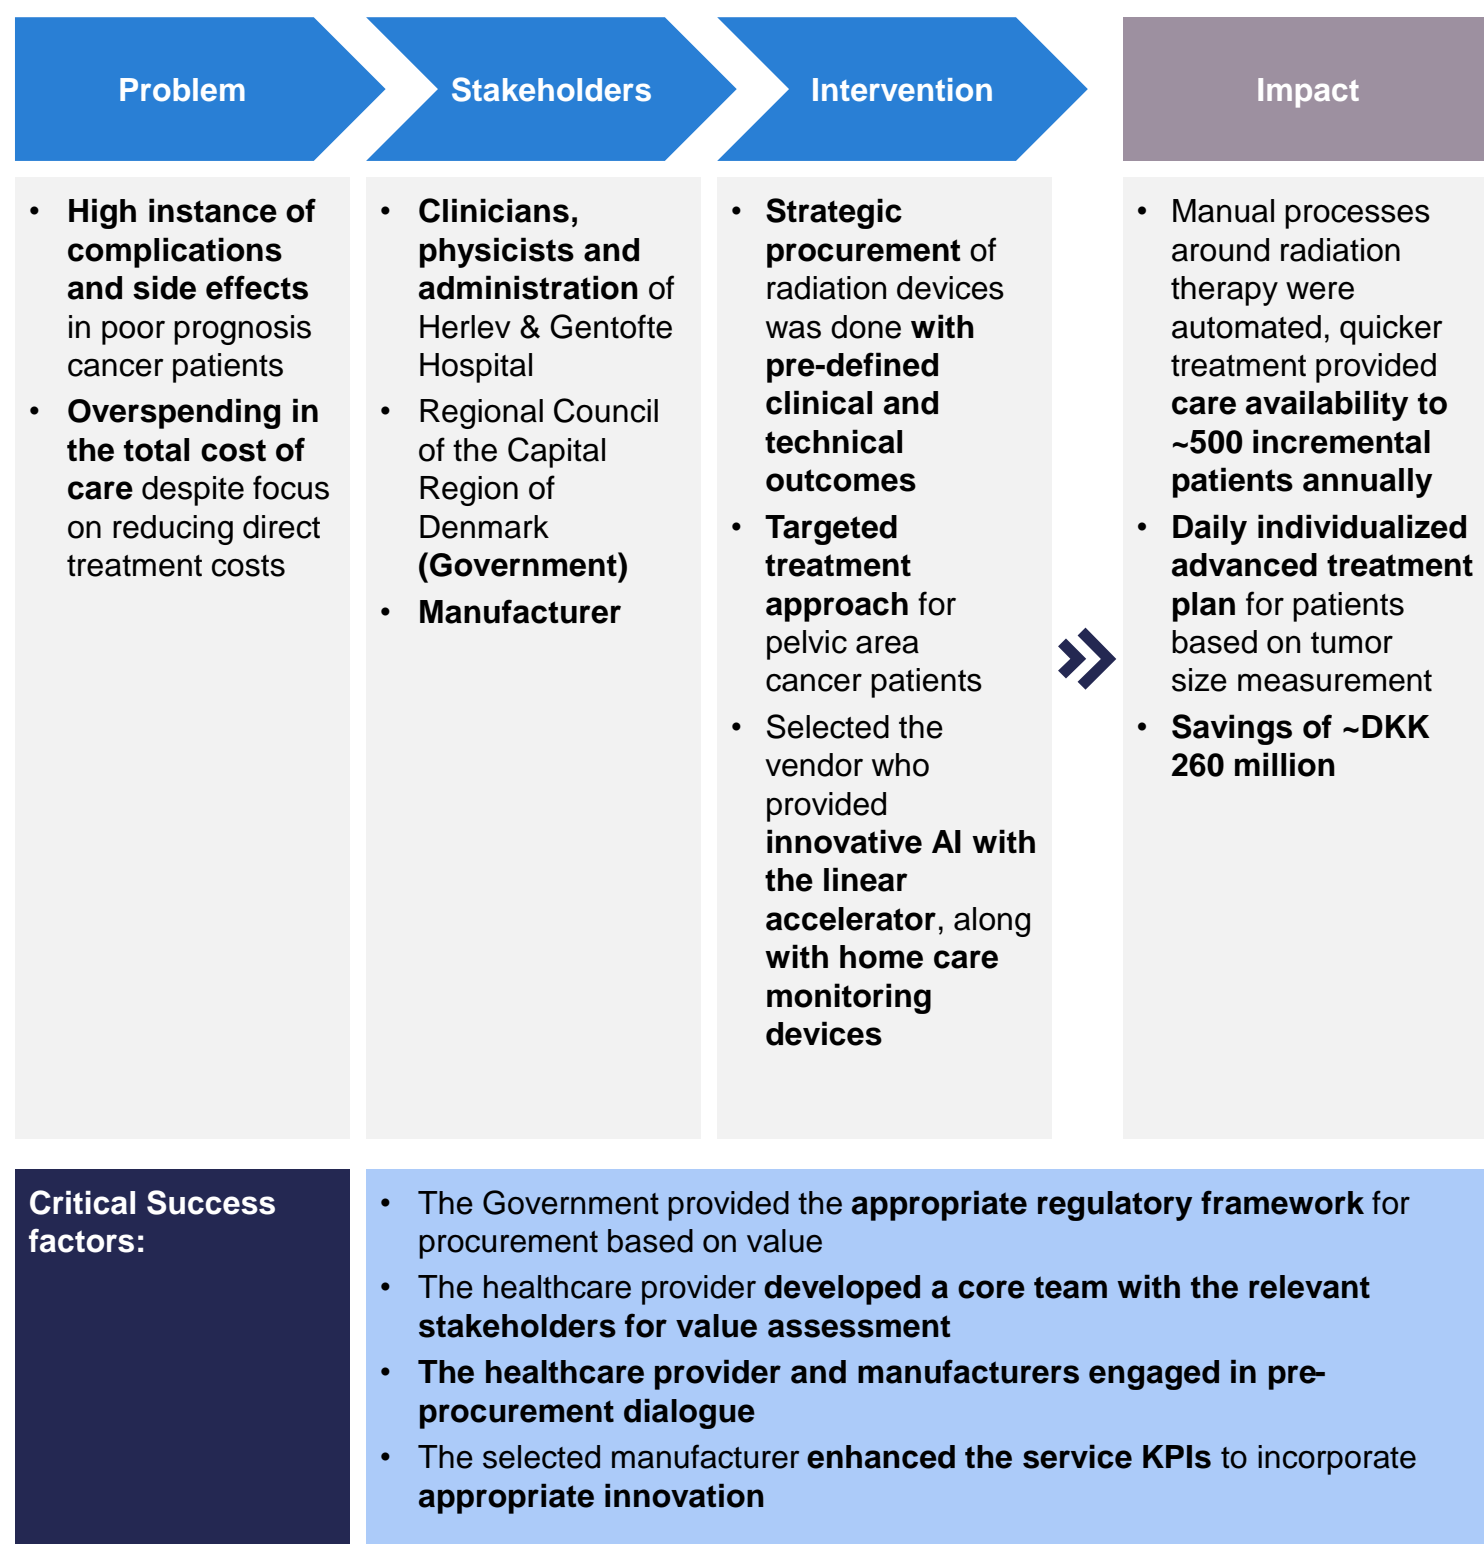 Problem
Stakeholders
Intervention
Impact
• High instance of
complications
and side effects
in poor prognosis
cancer patients
• Overspending in
the total cost of
care despite focus
on reducing direct
treatment costs
• Clinicians,
physicists and
administration of
Herlev & Gentofte
Hospital
• Regional Council
of the Capital
Region of
Denmark
(Government)
• Manufacturer
• Strategic
procurement of
radiation devices
was done with
pre-defined
clinical and
technical
outcomes
• Targeted
treatment
approach for
pelvic area
cancer patients
• Selected the
vendor who
provided
innovative AI with
the linear
accelerator, along
with home care
monitoring
devices
• Manual processes
around radiation
therapy were
automated, quicker
treatment provided
care availability to
~500 incremental
patients annually
• Daily individualized
advanced treatment
plan for patients
based on tumor
size measurement
• Savings of ~DKK
260 million
Critical Success
factors:
• The Government provided the appropriate regulatory framework for
procurement based on value
• The healthcare provider developed a core team with the relevant
stakeholders for value assessment
• The healthcare provider and manufacturers engaged in pre-
procurement dialogue
• The selected manufacturer enhanced the service KPIs to incorporate
appropriate innovation